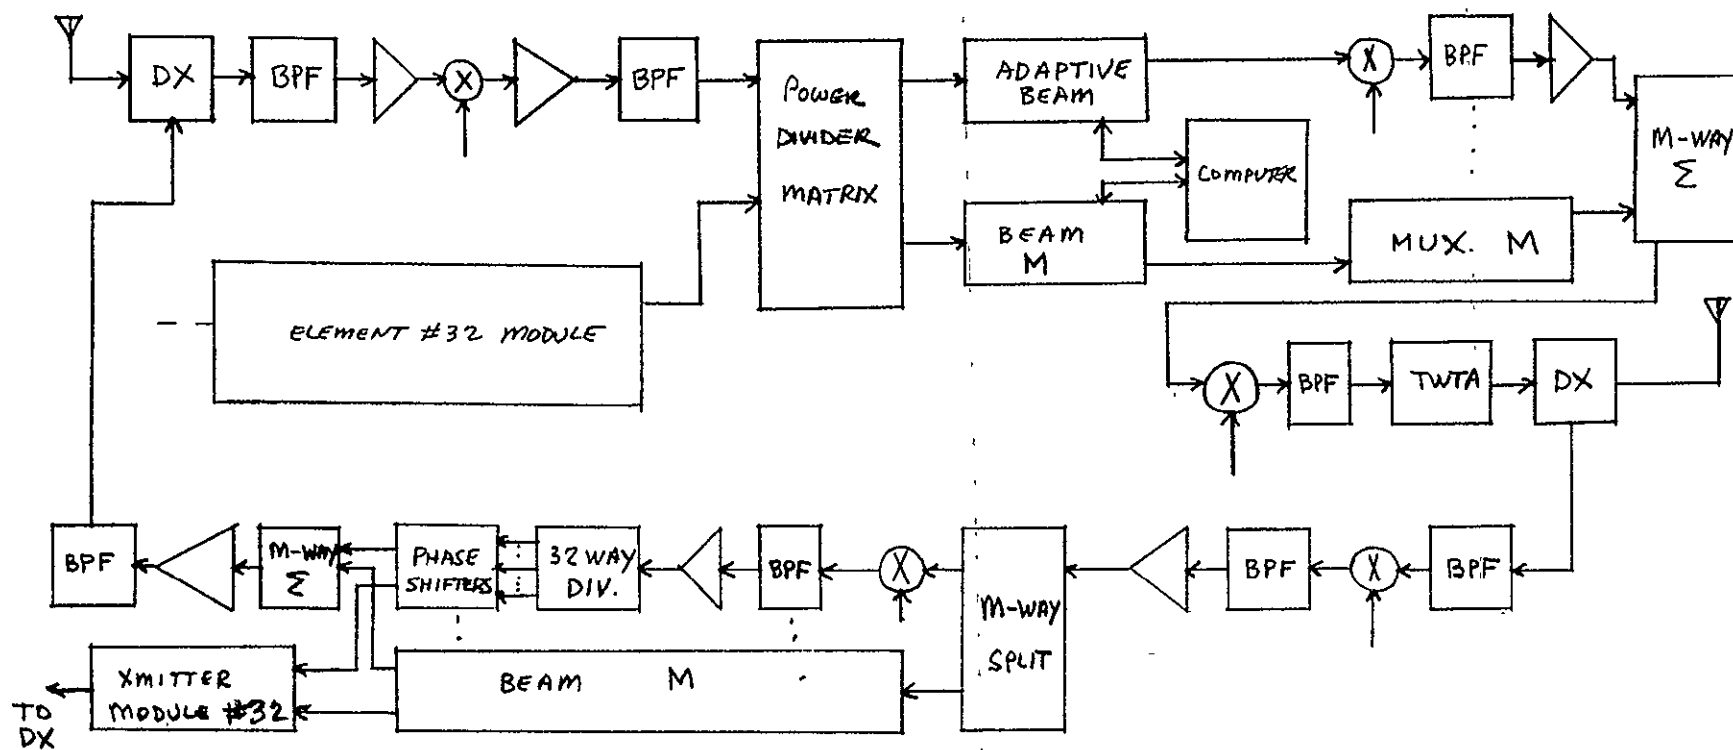 DX
BPF
X
BPF
POWER
DIVIDER
MATRIX
ADAPTIVE
BEAM
X
BPF
M-WAY
Σ
COMPUTER
BEAM
M
MUX. M
ELEMENT #32 MODULE
X
BPF
TWTA
DX
BPF
M-WAY
Σ
PHASE
SHIFTERS
32 WAY
DIV.
BPF
X
M-WAY
SPLIT
BPF
X
BPF
XMITTER
MODULE #32
BEAM M
TO
DX